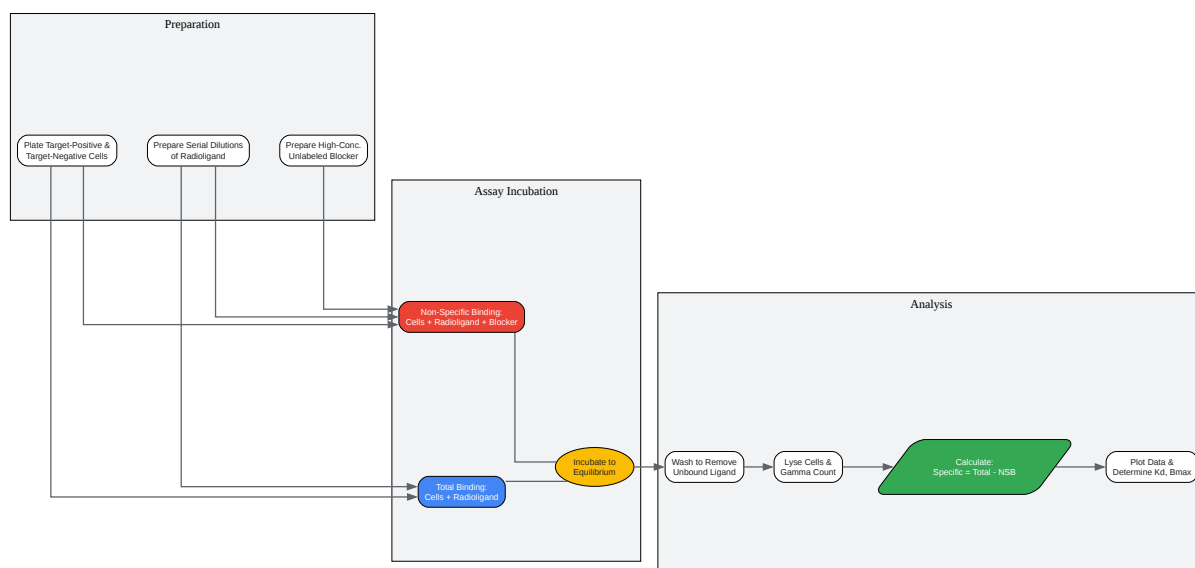 Preparation
Plate Target-Positive &
Target-Negative Cells
Prepare Serial Dilutions
of Radioligand
Prepare High-Conc.
Unlabeled Blocker
Assay Incubation
Non-Specific Binding:
Cells + Radioligand + Blocker
Total Binding:
Cells + Radioligand
Incubate to
Equilibrium
Analysis
Wash to Remove
Unbound Ligand
Lyse Cells &
Gamma Count
Calculate:
Specific = Total - NSB
Plot Data &
Determine Kd, Bmax